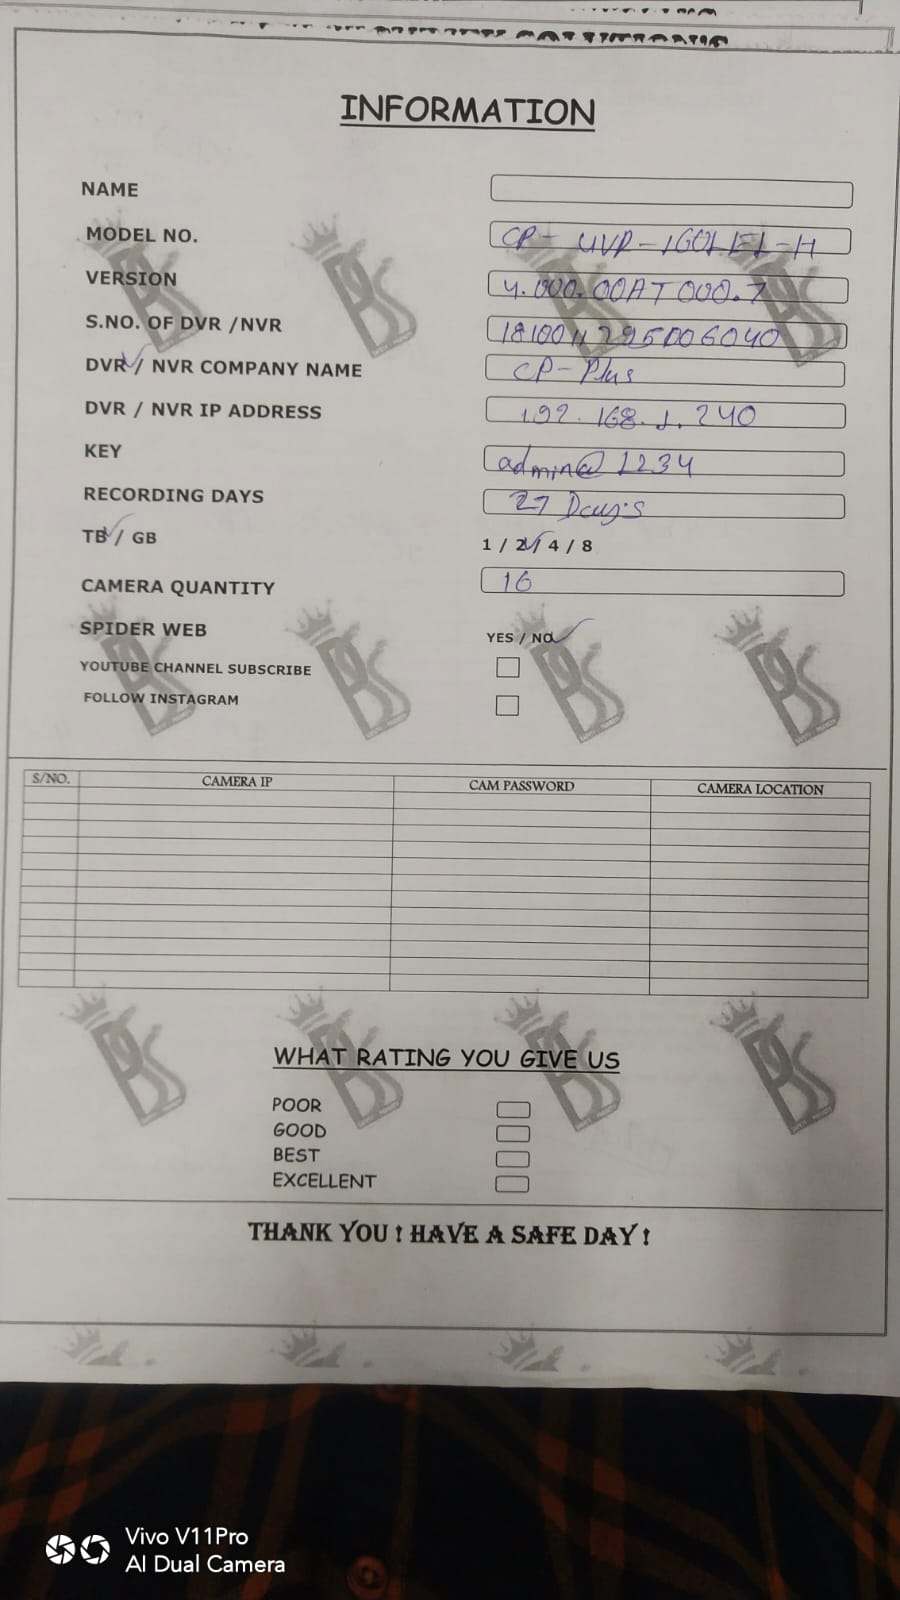 INFORMATION
NAME
MODEL NO. CP- UVR-1601E1-H
VERSION 4.000.00AT000.7
S.NO. OF DVR /NVR
DVR / NVR COMPANY NAME CP-Plus
DVR / NVR IP ADDRESS 192.168.1.240
KEY admin@1234
RECORDING DAYS 27 Day's
TB / GB 1 / 2 / 4 / 8
CAMERA QUANTITY 16
SPIDER WEB YES / NO
YOUTUBE CHANNEL SUBSCRIBE
FOLLOW INSTAGRAM
S/NO. CAMERA IP CAM PASSWORD CAMERA LOCATION
WHAT RATING YOU GIVE US
POOR
GOOD
BEST
EXCELLENT
THANK YOU ! HAVE A SAFE DAY !
Vivo V11Pro
AI Dual Camera